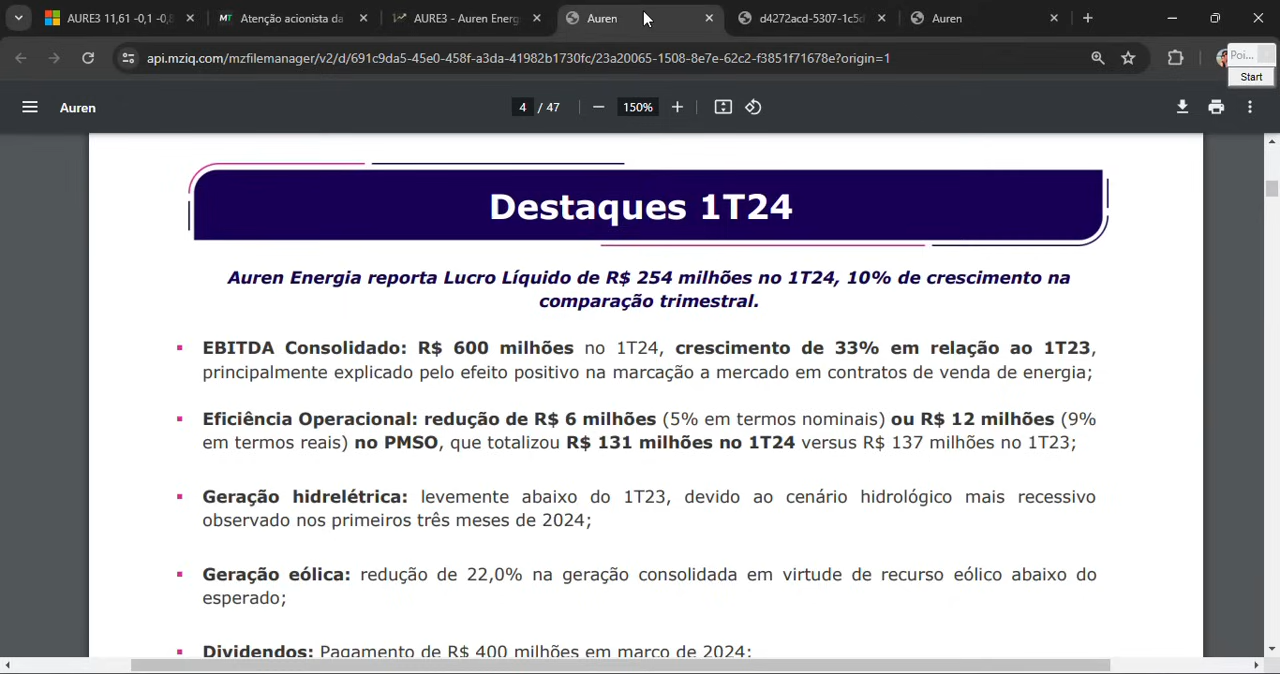 AURE3 11,61 -0,1 -0,8
Atenção acionista da
AURE3 - Auren Energ
Auren
d4272acd-5307-1c5d
Auren
api.mziq.com/mzfilemanager/v2/d/691c9da5-45e0-458f-a3da-41982b1730fc/23a20065-1508-8e7e-62c2-f3851f71678e?origin=1
Poi...
Start
Auren
4 / 47
150%
Destaques 1T24
Auren Energia reporta Lucro Líquido de R$ 254 milhões no 1T24, 10% de crescimento na
comparação trimestral.
EBITDA Consolidado: R$ 600 milhões no 1T24, crescimento de 33% em relação ao 1T23,
principalmente explicado pelo efeito positivo na marcação a mercado em contratos de venda de energia;
Eficiência Operacional: redução de R$ 6 milhões (5% em termos nominais) ou R$ 12 milhões (9%
em termos reais) no PMSO, que totalizou R$ 131 milhões no 1T24 versus R$ 137 milhões no 1T23;
Geração hidrelétrica: levemente abaixo do 1T23, devido ao cenário hidrológico mais recessivo
observado nos primeiros três meses de 2024;
Geração eólica: redução de 22,0% na geração consolidada em virtude de recurso eólico abaixo do
esperado;
Dividendos: Pagamento de R$ 400 milhões em março de 2024;